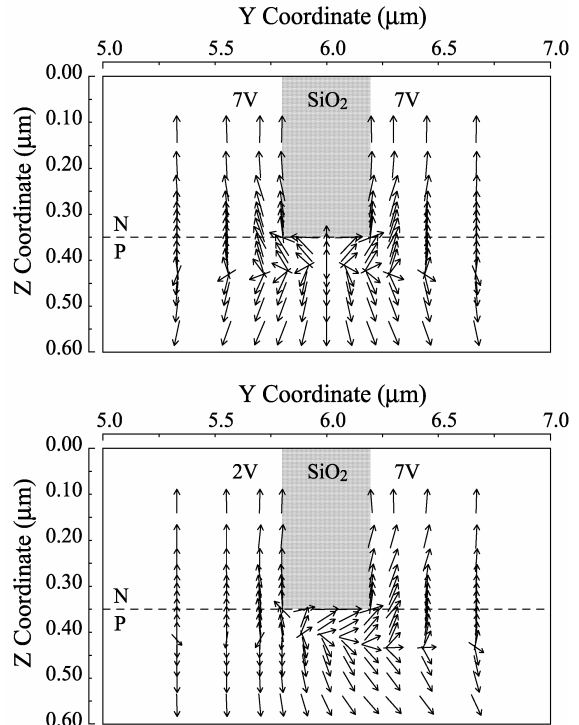 Y Coordinate (μm)
5.0 5.5 6.0 6.5 7.0
0.00
7V SiO₂ 7V
0.10
0.20
0.30
N
P
0.40
0.50
0.60
Z Coordinate (μm)
Y Coordinate (μm)
5.0 5.5 6.0 6.5 7.0
0.00
2V SiO₂ 7V
0.10
0.20
0.30
N
P
0.40
0.50
0.60
Z Coordinate (μm)